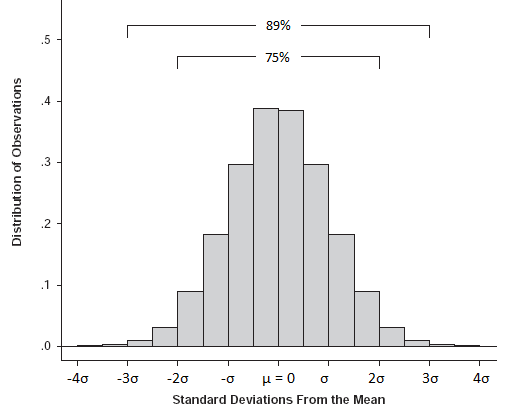 89%
75%
.5
.4
.3
.2
.1
.0
Distribution of Observations
-4σ -3σ -2σ -σ μ = 0 σ 2σ 3σ 4σ
Standard Deviations From the Mean